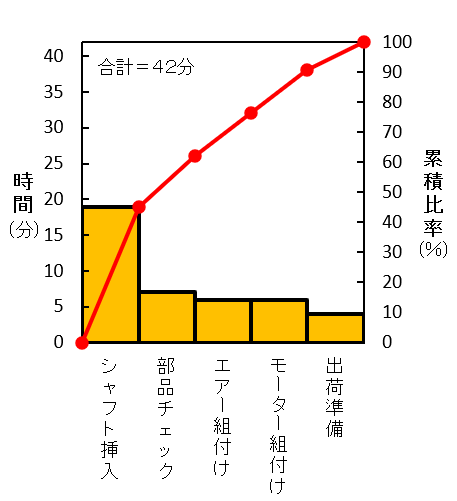 合計＝42分
時間
(分)
40
35
30
25
20
15
10
5
0
100
90
80
70
60
50
40
30
20
10
0
累積比率
(%)
シャフト挿入
部品チェック
エアー組付け
モーター組付け
出荷準備